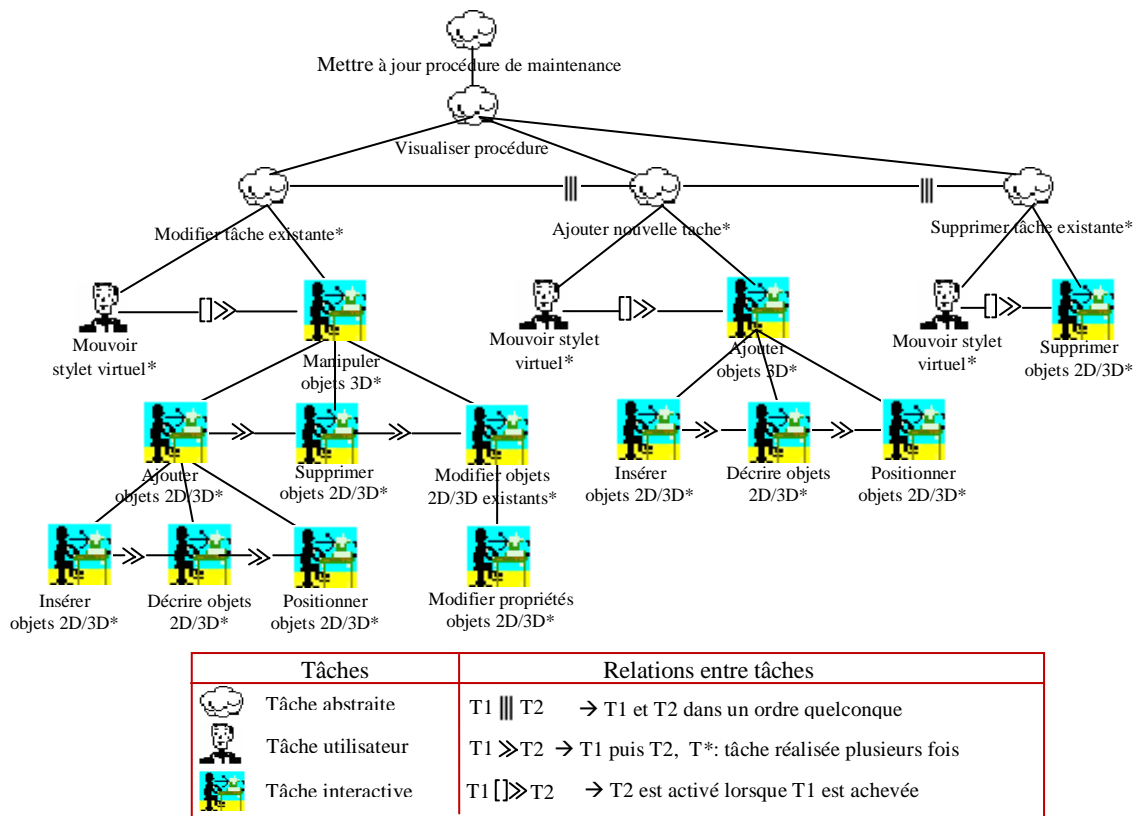 Mettre à jour procédure de maintenance
Visualiser procédure
Modifier tâche existante*
Ajouter nouvelle tache*
Supprimer tâche existante*
Mouvoir
stylet virtuel*
[]≫
Manipuler
objets 3D*
Mouvoir stylet
virtuel*
[]≫
Ajouter
objets 3D*
Mouvoir stylet
virtuel*
[]≫
Supprimer
objets 2D/3D*
Ajouter
objets 2D/3D*
≫
Supprimer
objets 2D/3D*
≫
Modifier objets
2D/3D existants*
Insérer
objets 2D/3D*
≫
Décrire objets
2D/3D*
≫
Positionner
objets 2D/3D*
Insérer
objets 2D/3D*
≫
Décrire objets
2D/3D*
≫
Positionner
objets 2D/3D*
Modifier propriétés
objets 2D/3D*
Tâches
Relations entre tâches
Tâche abstraite
T1 ||| T2 → T1 et T2 dans un ordre quelconque
Tâche utilisateur
T1 ≫T2 → T1 puis T2, T*: tâche réalisée plusieurs fois
Tâche interactive
T1 []≫ T2 → T2 est activé lorsque T1 est achevée